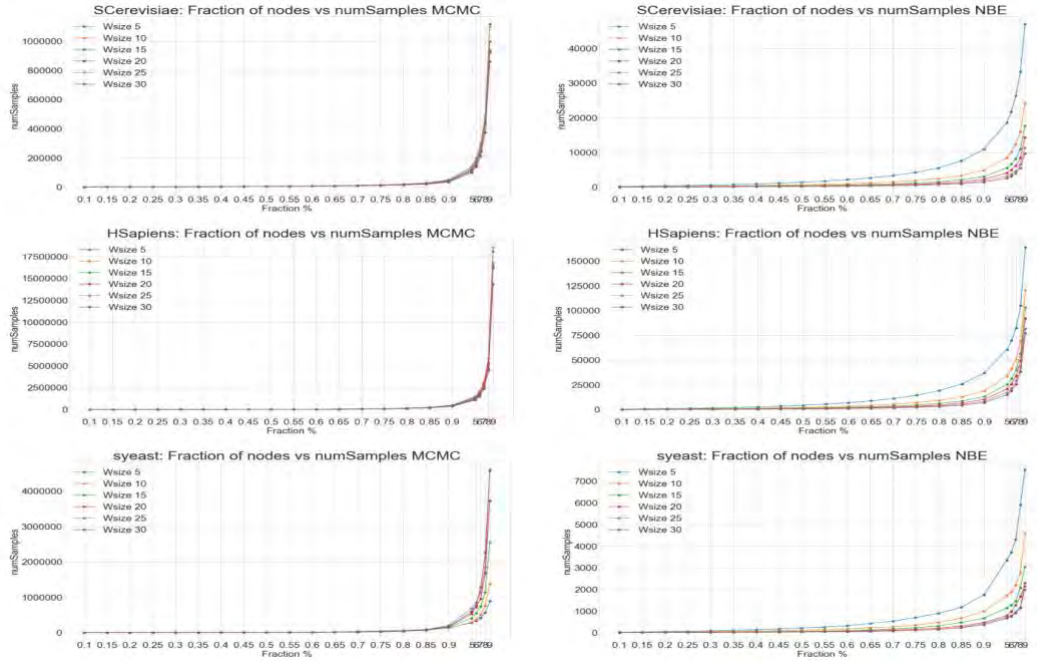 SCerevisiae: Fraction of nodes vs numSamples MCMC
Wsize 5
Wsize 10
Wsize 15
Wsize 20
Wsize 25
Wsize 30
1000000
800000
600000
400000
200000
0
numSamples
0.1 0.15 0.2 0.25 0.3 0.35 0.4 0.45 0.5 0.55 0.6 0.65 0.7 0.75 0.8 0.85 0.9 56789
Fraction %
SCerevisiae: Fraction of nodes vs numSamples NBE
Wsize 5
Wsize 10
Wsize 15
Wsize 20
Wsize 25
Wsize 30
40000
30000
20000
10000
0
numSamples
0.1 0.15 0.2 0.25 0.3 0.35 0.4 0.45 0.5 0.55 0.6 0.65 0.7 0.75 0.8 0.85 0.9 56789
Fraction %
HSapiens: Fraction of nodes vs numSamples MCMC
Wsize 5
Wsize 10
Wsize 15
Wsize 20
Wsize 25
Wsize 30
17500000
15000000
12500000
10000000
7500000
5000000
2500000
0
numSamples
0.1 0.15 0.2 0.25 0.3 0.35 0.4 0.45 0.5 0.55 0.6 0.65 0.7 0.75 0.8 0.85 0.9 56789
Fraction %
HSapiens: Fraction of nodes vs numSamples NBE
Wsize 5
Wsize 10
Wsize 15
Wsize 20
Wsize 25
Wsize 30
150000
125000
100000
75000
50000
25000
0
numSamples
0.1 0.15 0.2 0.25 0.3 0.35 0.4 0.45 0.5 0.55 0.6 0.65 0.7 0.75 0.8 0.85 0.9 56789
Fraction %
syeast: Fraction of nodes vs numSamples MCMC
Wsize 5
Wsize 10
Wsize 15
Wsize 20
Wsize 25
Wsize 30
4000000
3000000
2000000
1000000
0
numSamples
0.1 0.15 0.2 0.25 0.3 0.35 0.4 0.45 0.5 0.55 0.6 0.65 0.7 0.75 0.8 0.85 0.9 56789
Fraction %
syeast: Fraction of nodes vs numSamples NBE
Wsize 5
Wsize 10
Wsize 15
Wsize 20
Wsize 25
Wsize 30
7000
6000
5000
4000
3000
2000
1000
0
numSamples
0.1 0.15 0.2 0.25 0.3 0.35 0.4 0.45 0.5 0.55 0.6 0.65 0.7 0.75 0.8 0.85 0.9 56789
Fraction %